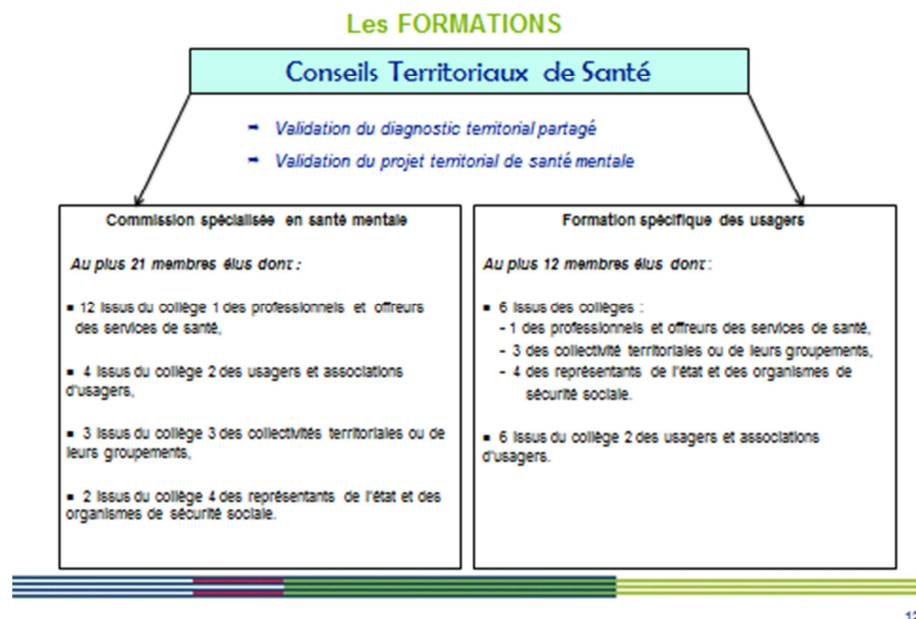 Les FORMATIONS
Conseils Territoriaux de Santé
➡ Validation du diagnostic territorial partagé
➡ Validation du projet territorial de santé mentale
Commission spécialisée en santé mentale
Au plus 21 membres élus dont :
▪ 12 issus du collège 1 des professionnels et offreurs
des services de santé,
▪ 4 issus du collège 2 des usagers et associations
d'usagers,
▪ 3 issus du collège 3 des collectivités territoriales ou de
leurs groupements,
▪ 2 issus du collège 4 des représentants de l'état et des
organismes de sécurité sociale.
Formation spécifique des usagers
Au plus 12 membres élus dont :
▪ 6 issus des collèges :
- 1 des professionnels et offreurs des services de santé,
- 3 des collectivité territoriales ou de leurs groupements,
- 4 des représentants de l'état et des organismes de
sécurité sociale.
▪ 6 issus du collège 2 des usagers et associations
d'usagers.